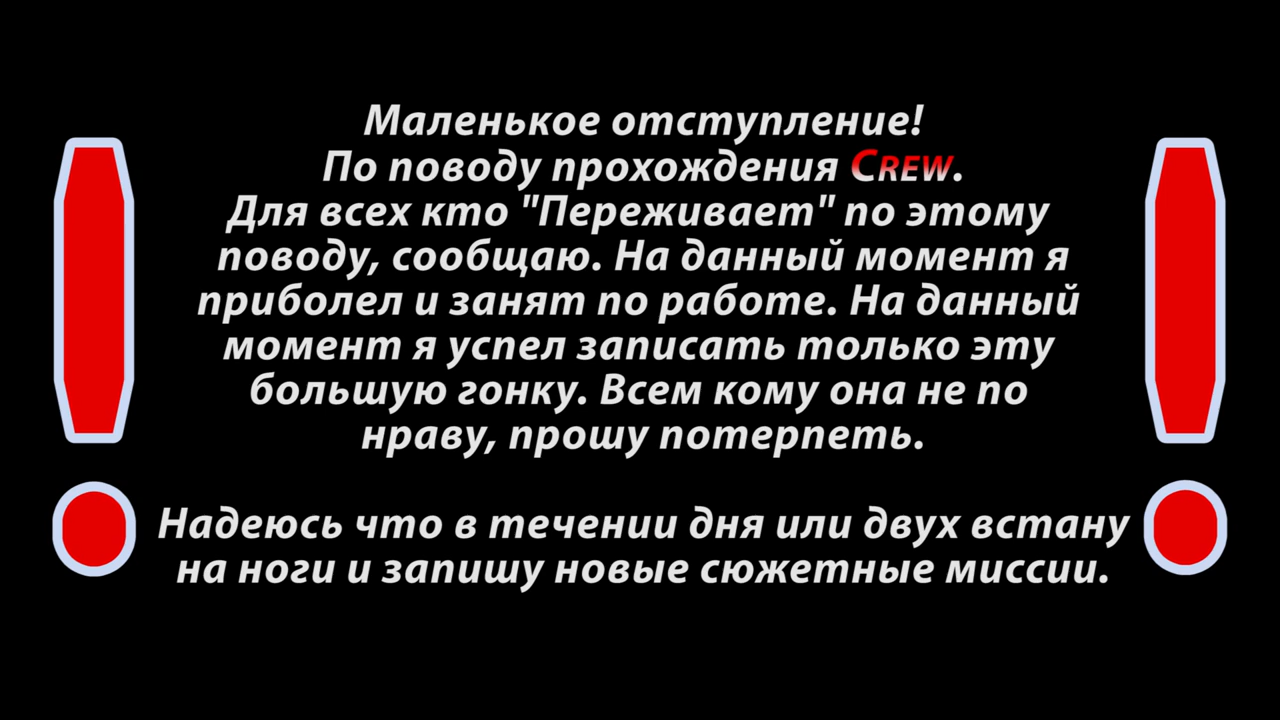 Маленькое отступление!
По поводу прохождения CREW.
Для всех кто "Переживает" по этому
поводу, сообщаю. На данный момент я
приболел и занят по работе. На данный
момент я успел записать только эту
большую гонку. Всем кому она не по
нраву, прошу потерпеть.
Надеюсь что в течении дня или двух встану
на ноги и запишу новые сюжетные миссии.